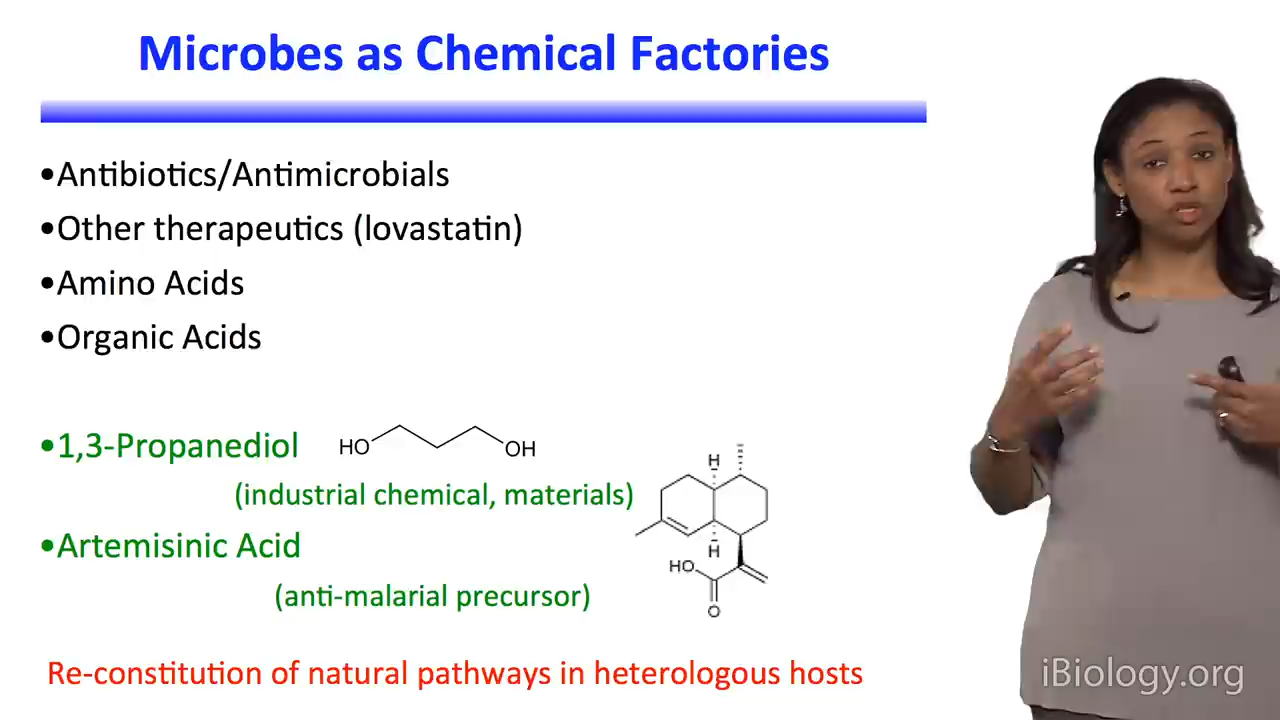 Microbes as Chemical Factories
•Antibiotics/Antimicrobials
•Other therapeutics (lovastatin)
•Amino Acids
•Organic Acids
•1,3-Propanediol
HO
OH
(industrial chemical, materials)
H
•Artemisinic Acid
H
HO
O
(anti-malarial precursor)
Re-constitution of natural pathways in heterologous hosts
iBiology.org